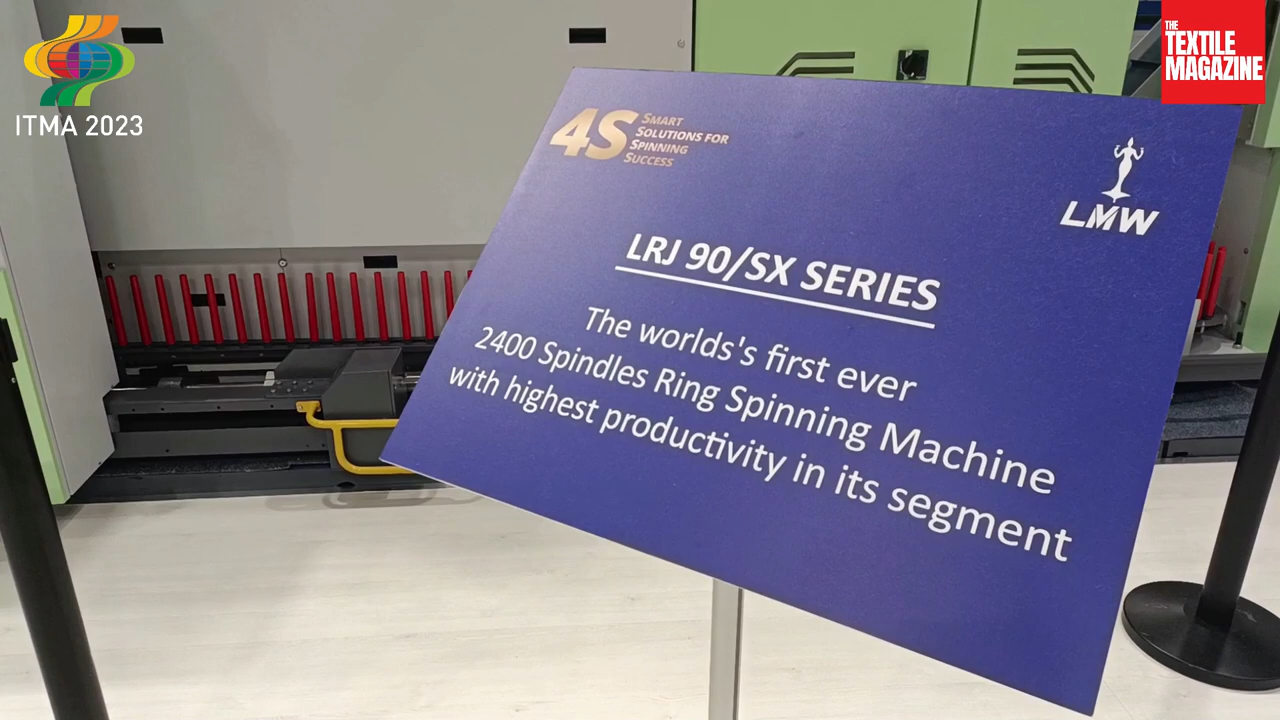 ITMA 2023
THE
TEXTILE
MAGAZINE
4S
SMART
SOLUTIONS FOR
SPINNING
SUCCESS
LMW
LRJ 90/SX SERIES
The worlds's first ever
2400 Spindles Ring Spinning Machine
with highest productivity in its segment